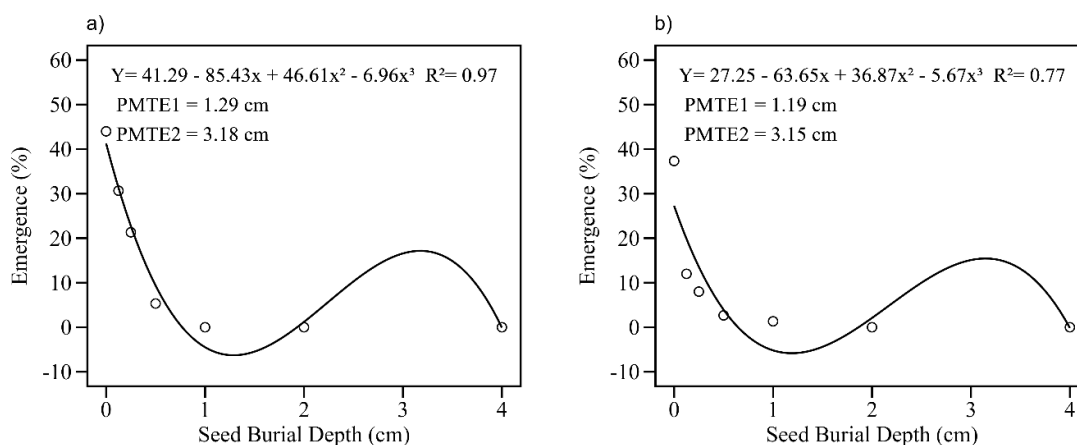 a)
Y= 41.29 - 85.43x + 46.61x² - 6.96x³ R²= 0.97
PMTE1 = 1.29 cm
PMTE2 = 3.18 cm
60
50
40
30
20
10
0
-10
Emergence (%)
0 1 2 3 4
Seed Burial Depth (cm)
b)
Y= 27.25 - 63.65x + 36.87x² - 5.67x³ R²= 0.77
PMTE1 = 1.19 cm
PMTE2 = 3.15 cm
60
50
40
30
20
10
0
-10
Emergence (%)
0 1 2 3 4
Seed Burial Depth (cm)